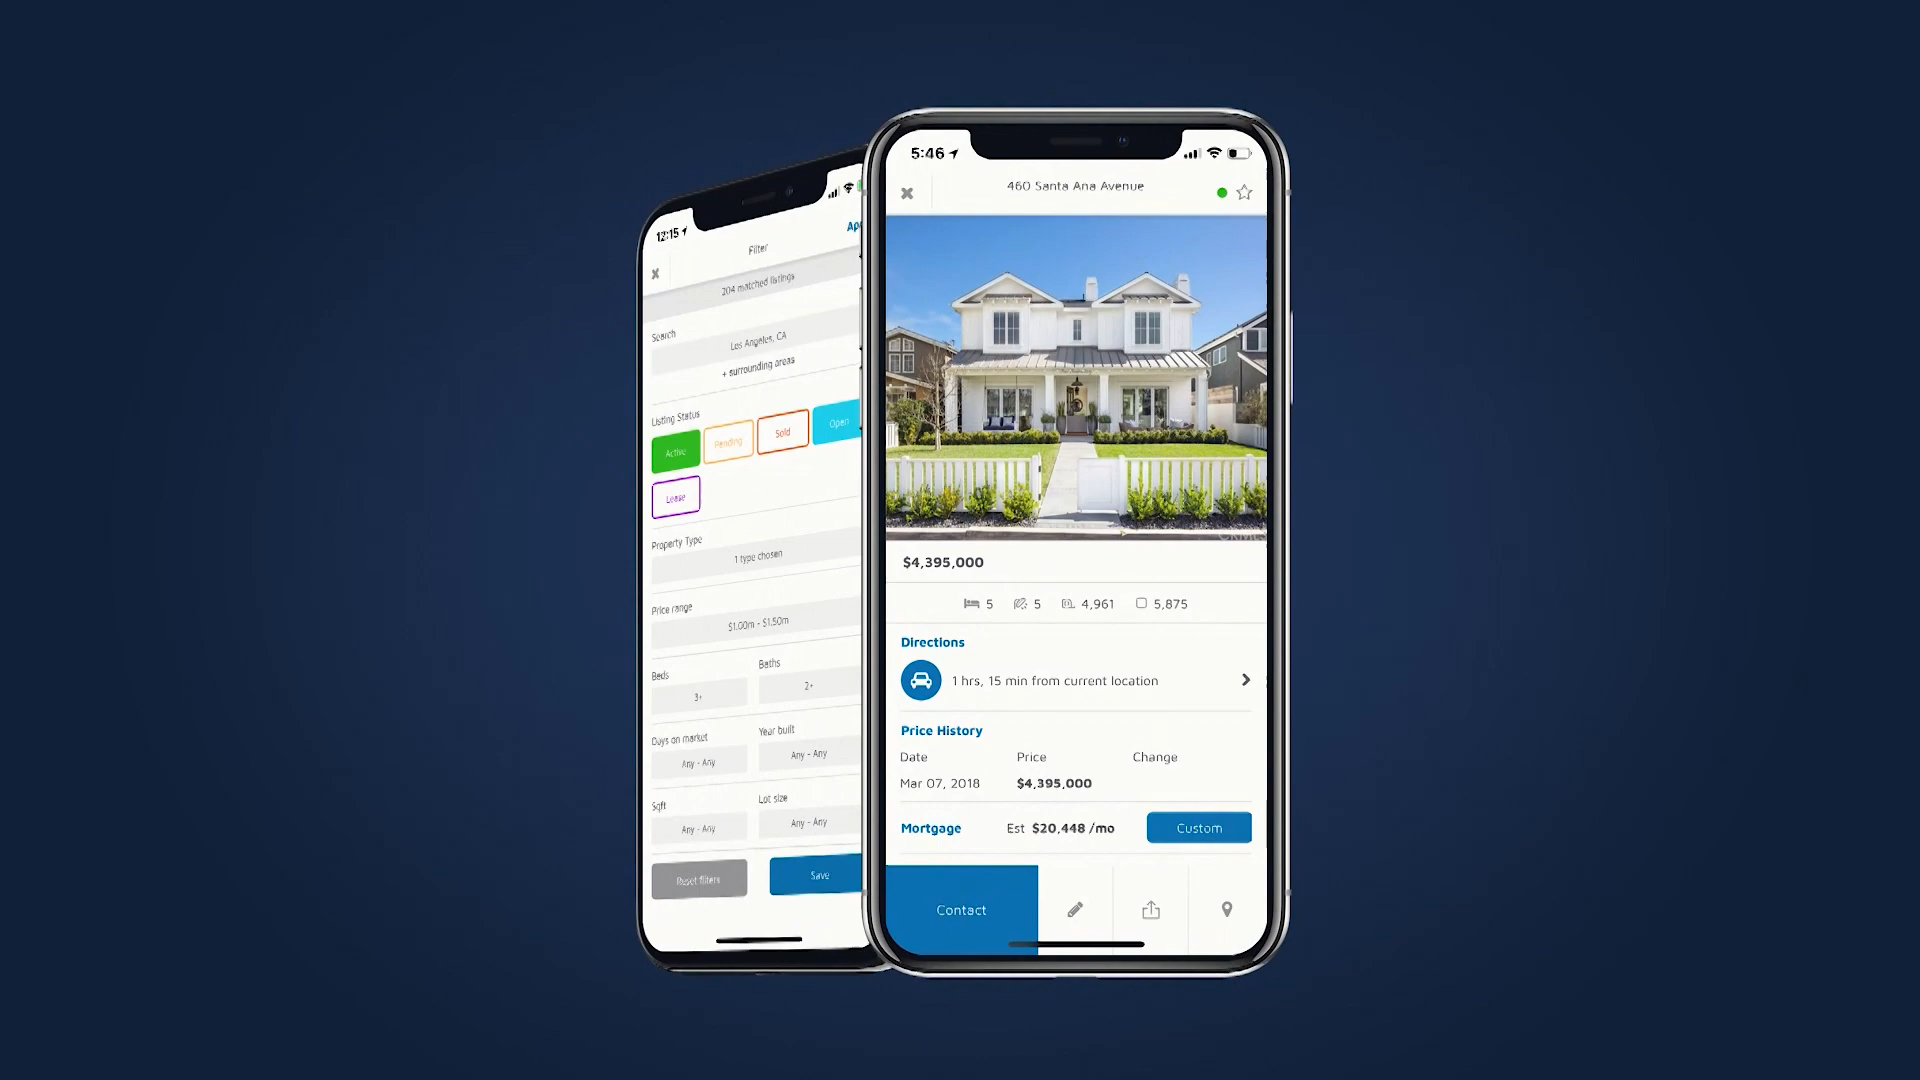 12:15
Filter
204 matched listings
Search
Los Angeles, CA
+ surrounding areas
Listing Status
Active
Pending
Sold
Open
Lease
Property Type
1 type chosen
Price range
$1.00m - $1.50m
Beds
Baths
3+
2+
Days on market
Year built
Any - Any
Any - Any
Sqft
Lot size
Any - Any
Any - Any
Reset filters
Save
5:46
460 Santa Ana Avenue
$4,395,000
5 5 4,961 5,875
Directions
1 hrs, 15 min from current location
Price History
Date Price Change
Mar 07, 2018 $4,395,000
Mortgage Est $20,448 /mo Custom
Contact